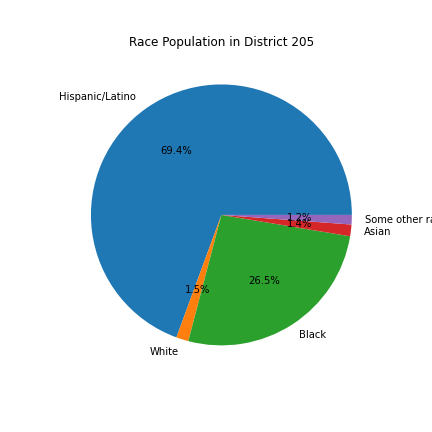 Race Population in District 205
Hispanic/Latino
69.4%
1.2%
Some other ra
1.4%
Asian
26.5%
1.5%
Black
White